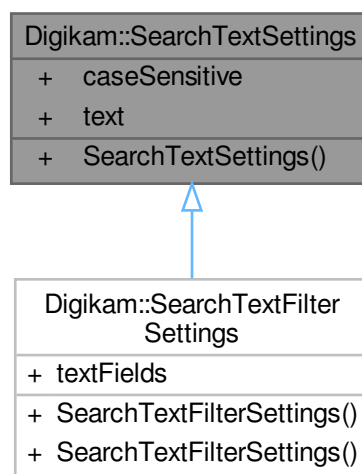 Digikam::SearchTextSettings
+ caseSensitive
+ text
+ SearchTextSettings()
Digikam::SearchTextFilter
Settings
+ textFields
+ SearchTextFilterSettings()
+ SearchTextFilterSettings()